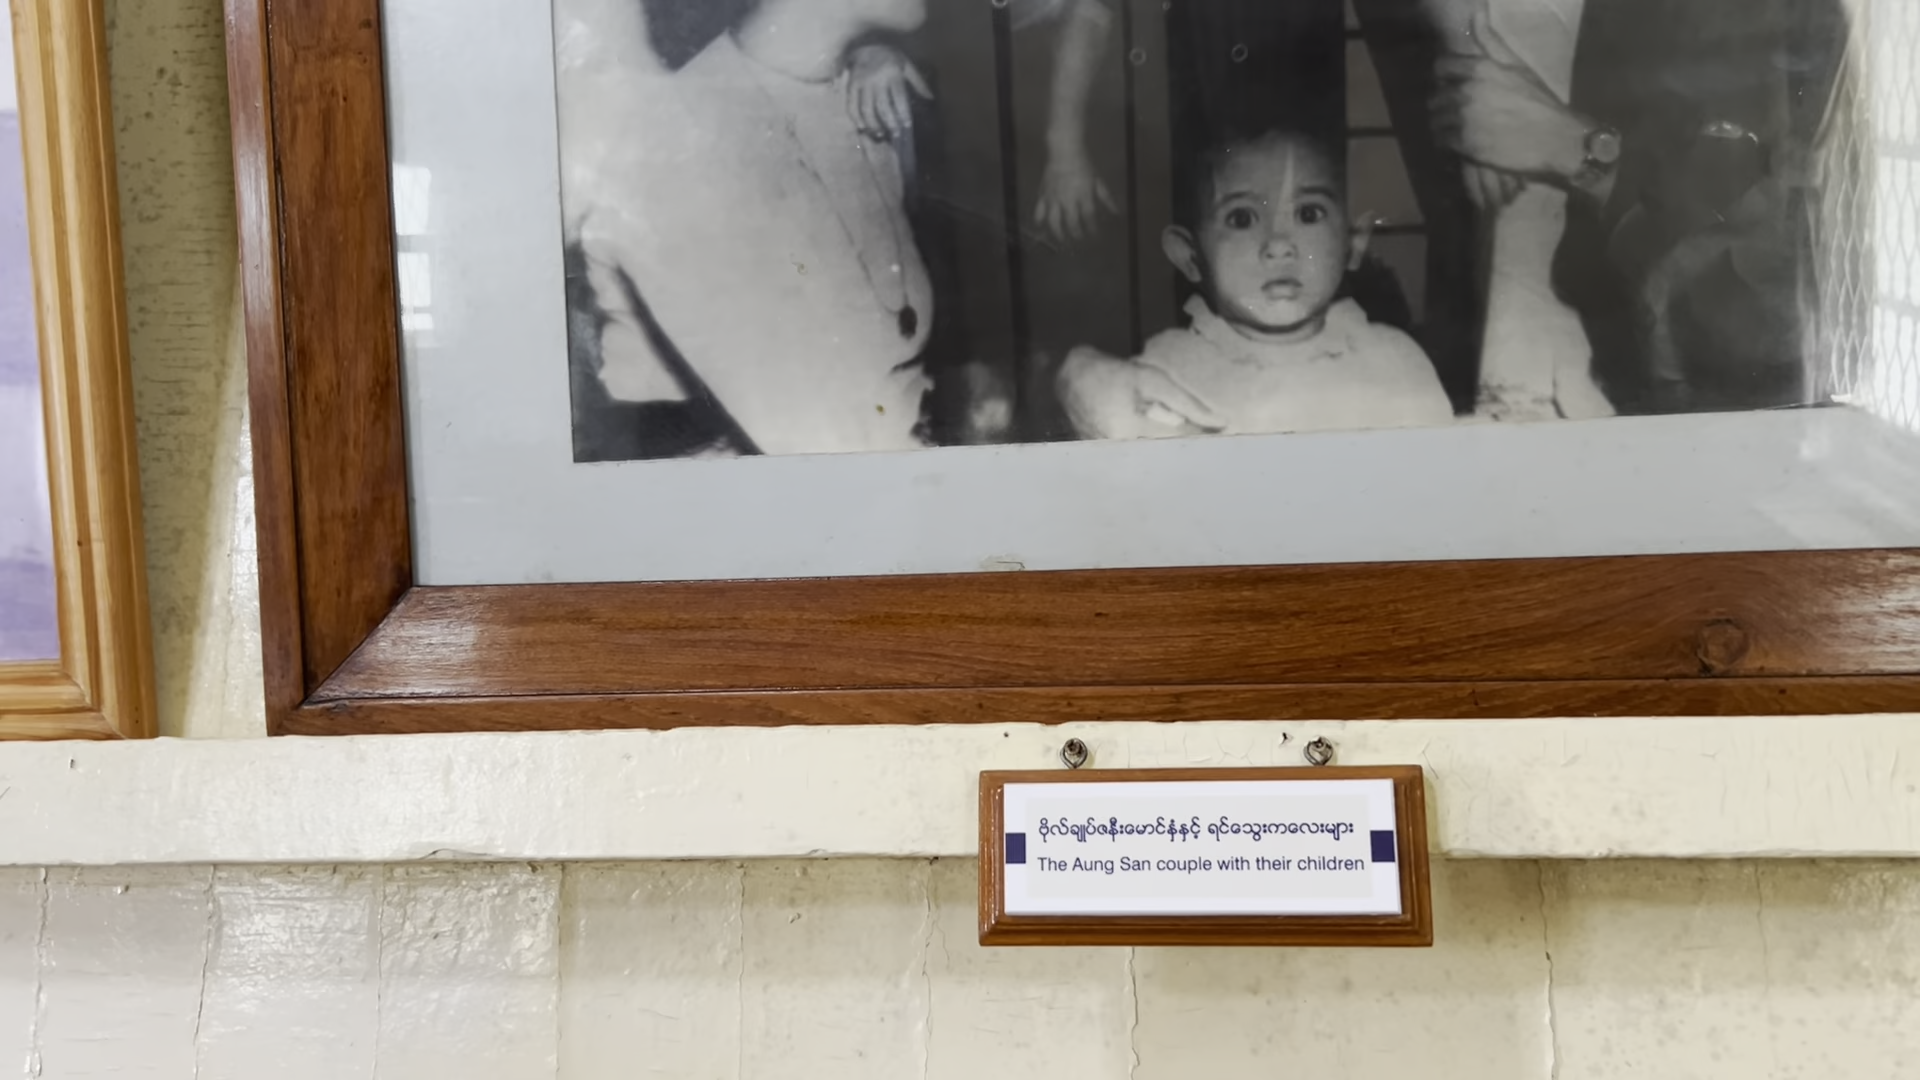 ဗိုလ်ချုပ်ဇနီးမောင်နှံနှင့် ရင်သွေးကလေးများ
The Aung San couple with their children